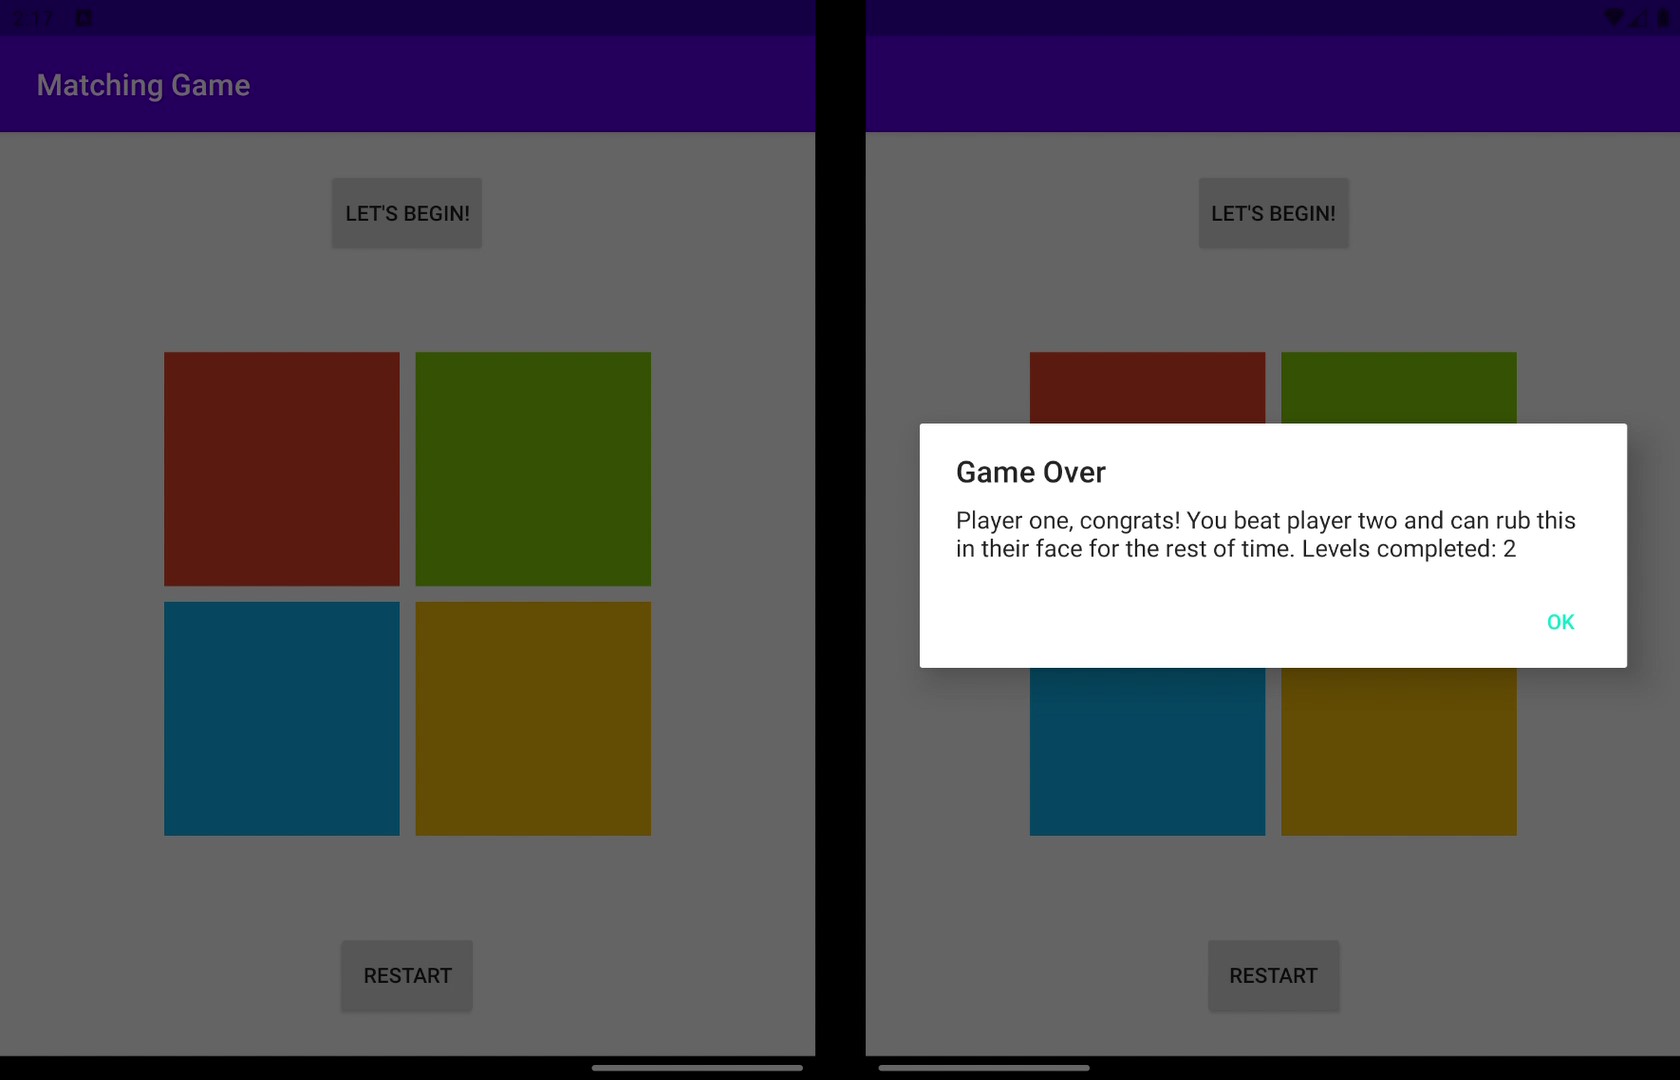 Matching Game
LET'S BEGIN!
LET'S BEGIN!
Game Over
Player one, congrats! You beat player two and can rub this
in their face for the rest of time. Levels completed: 2
OK
RESTART
RESTART